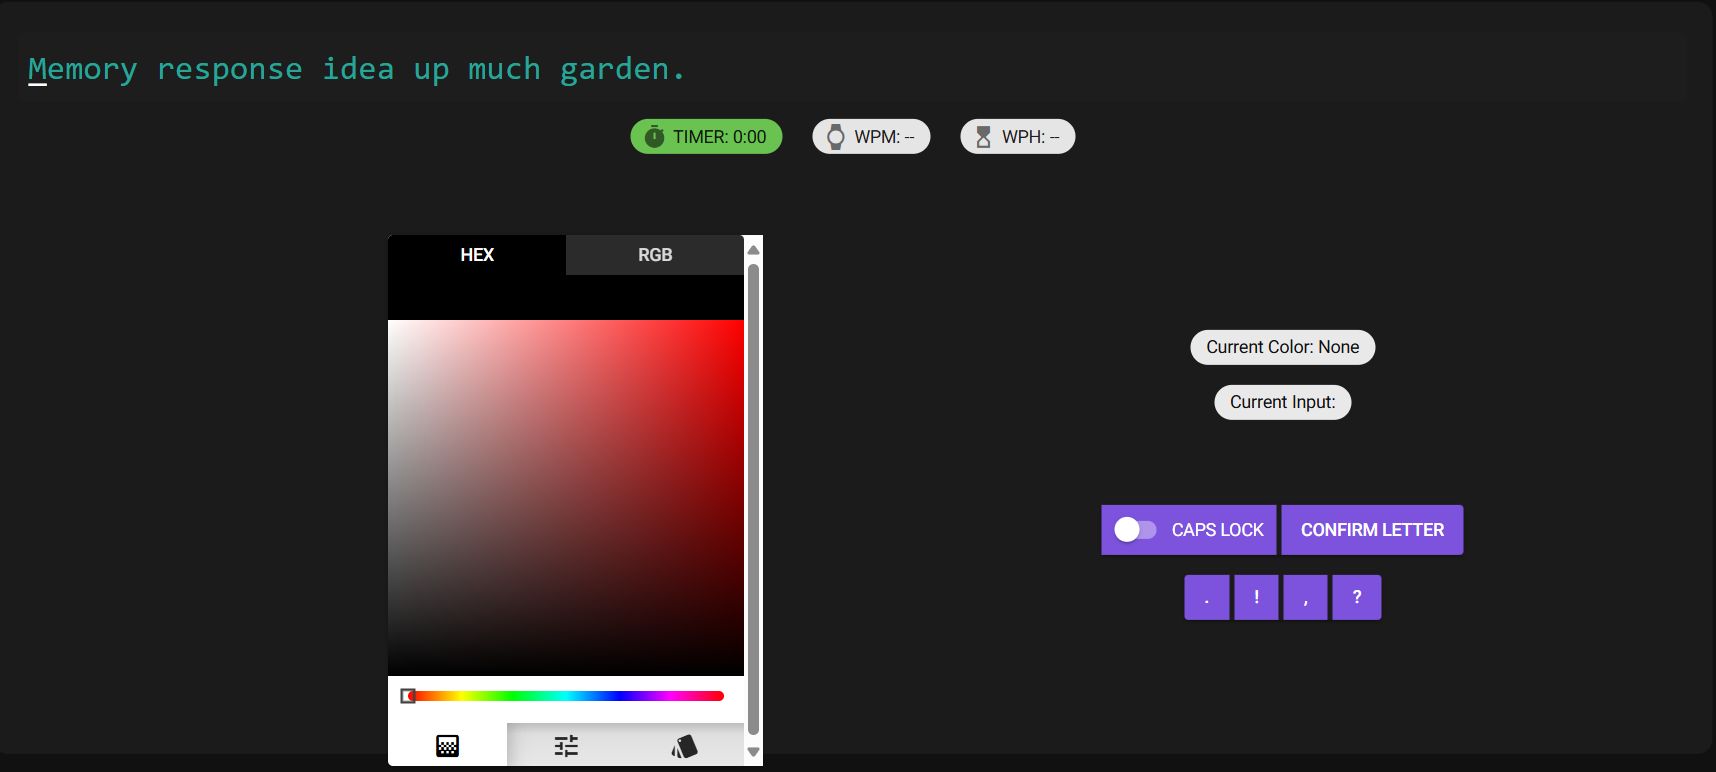 Memory response idea up much garden.
TIMER: 0:00 WPM: -- WPH: --
HEX RGB
Current Color: None
Current Input:
CAPS LOCK CONFIRM LETTER
. ! , ?